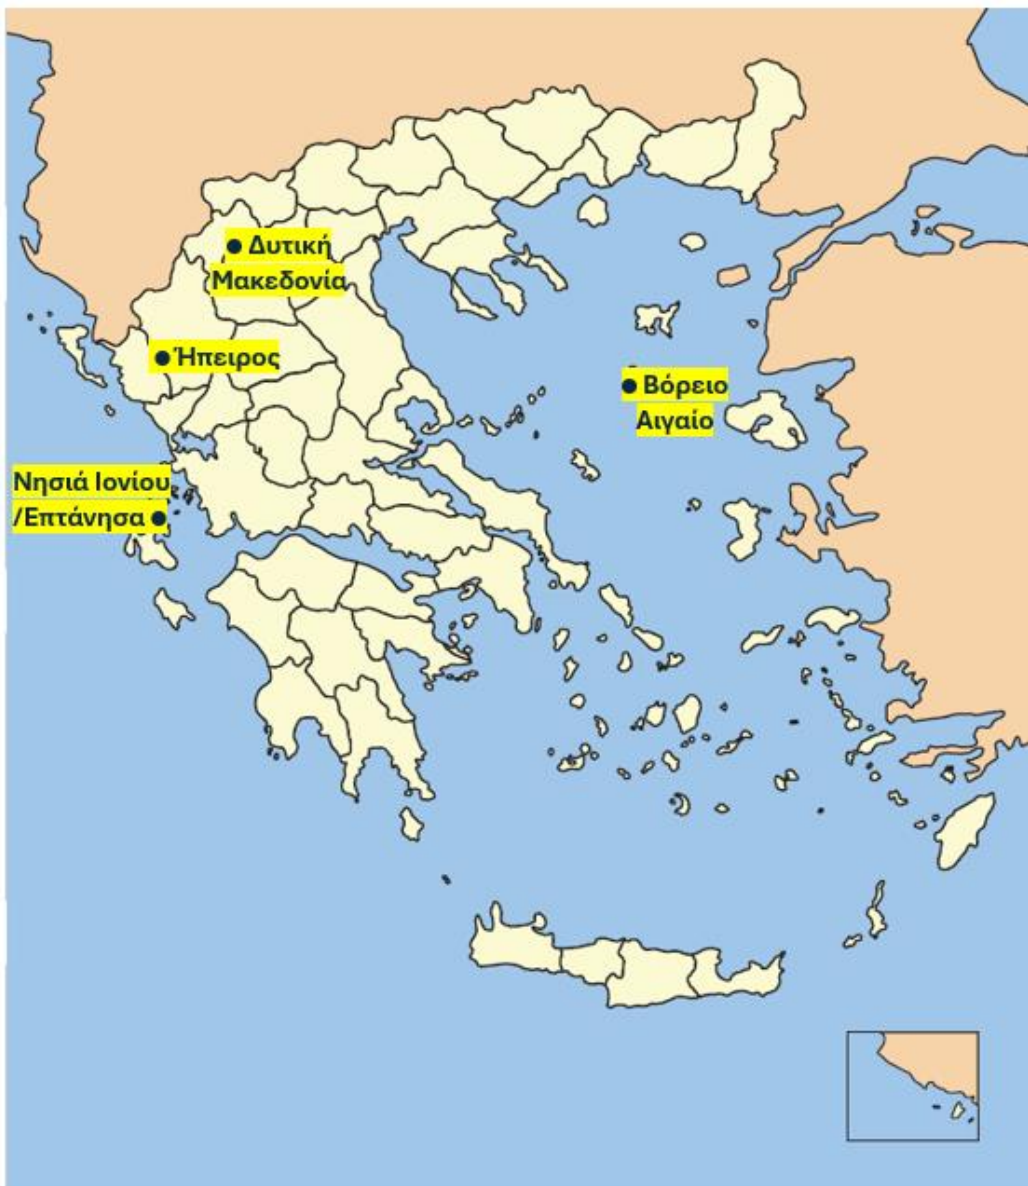 • Δυτική
Μακεδονία
• Ήπειρος
• Βόρειο
Αιγαίο
Νησιά Ιονίου
/Επτάνησα •